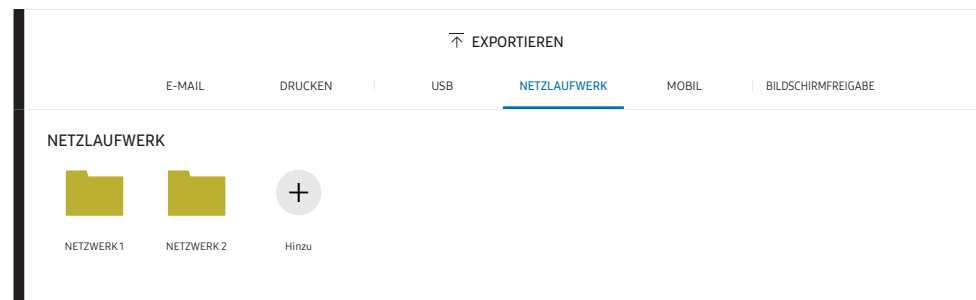 EXPORTIEREN
E-MAIL DRUCKEN USB NETZLAUFWERK MOBIL BILDSCHIRMFREIGABE
NETZLAUFWERK
NETZWERK 1 NETZWERK 2 Hinzu